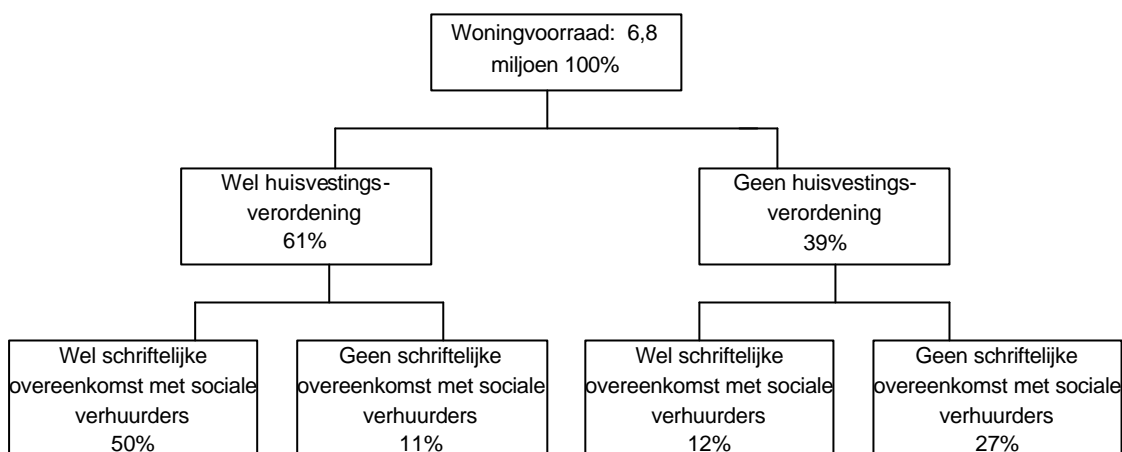 Woningvoorraad: 6,8
miljoen 100%
Wel huisvestings-
verordening
61%
Geen huisvestings-
verordening
39%
Wel schriftelijke
overeenkomst met sociale
verhuurders
50%
Geen schriftelijke
overeenkomst met sociale
verhuurders
11%
Wel schriftelijke
overeenkomst met sociale
verhuurders
12%
Geen schriftelijke
overeenkomst met sociale
verhuurders
27%